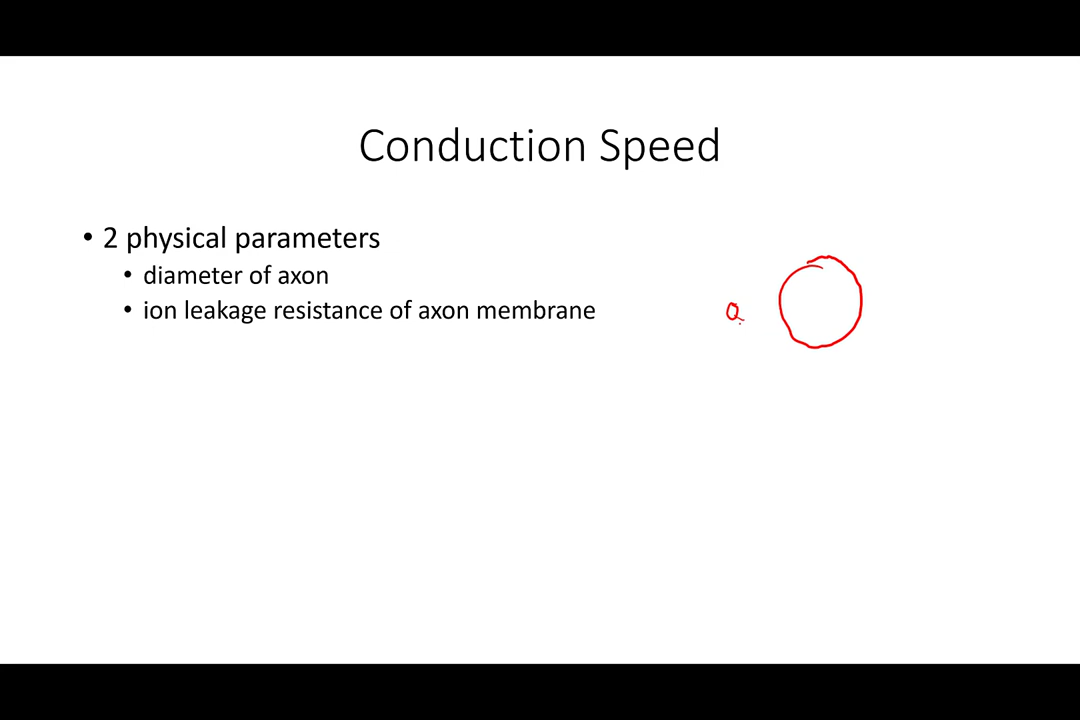 Conduction Speed
• 2 physical parameters
• diameter of axon
• ion leakage resistance of axon membrane
a